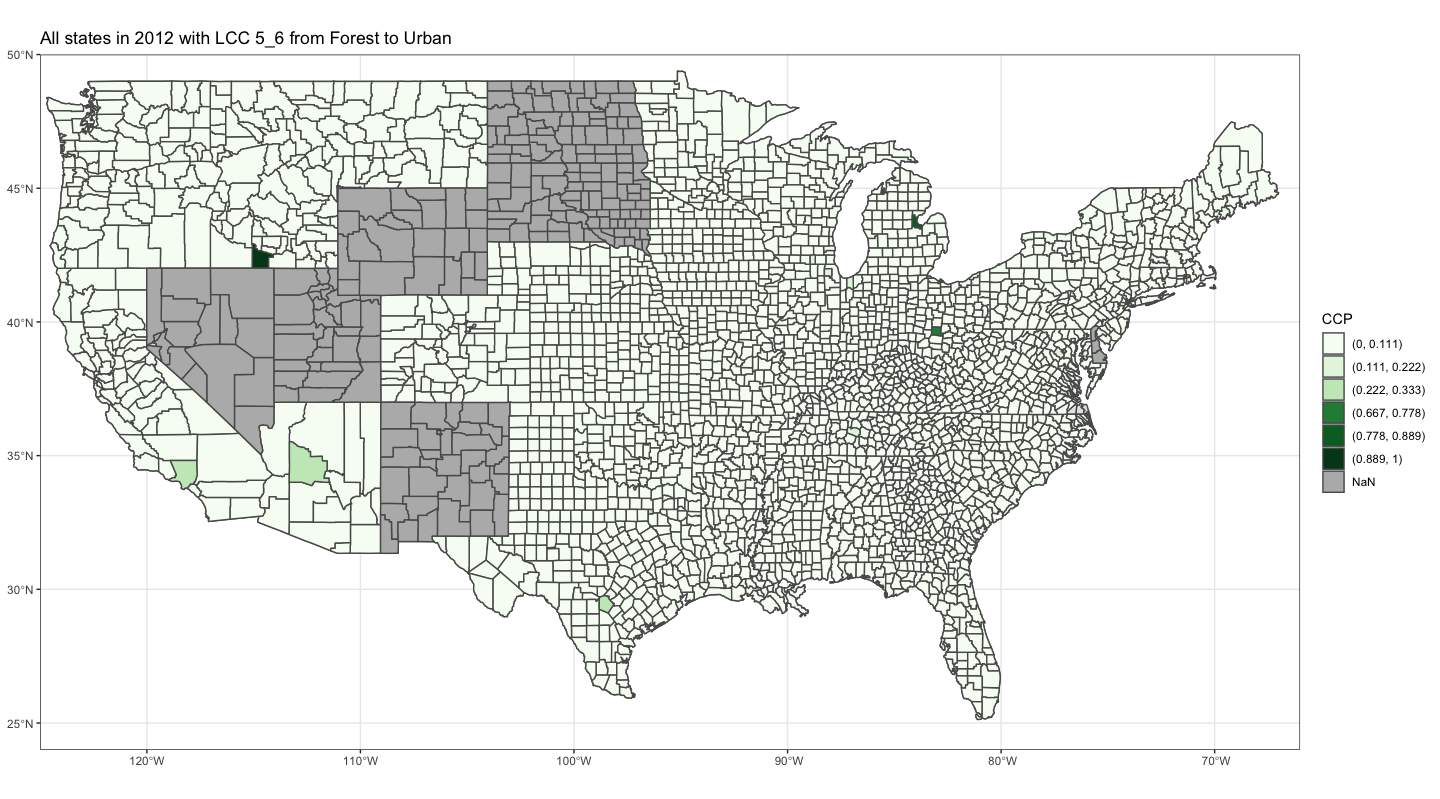 All states in 2012 with LCC 5_6 from Forest to Urban
50°N
45°N
40°N
35°N
30°N
25°N
120°W
110°W
100°W
90°W
80°W
70°W
CCP
(0, 0.111)
(0.111, 0.222)
(0.222, 0.333)
(0.667, 0.778)
(0.778, 0.889)
(0.889, 1)
NaN